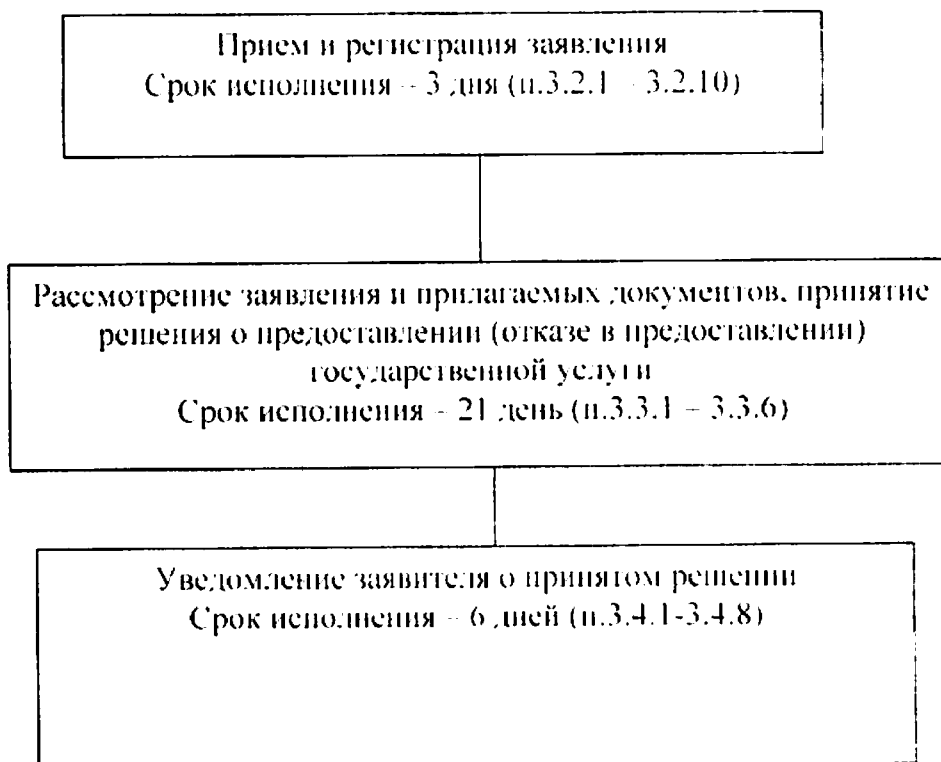 Прием и регистрация заявления
Срок исполнения – 3 дня (п.3.2.1 – 3.2.10)
Рассмотрение заявления и прилагаемых документов, принятие
решения о предоставлении (отказе в предоставлении)
государственной услуги
Срок исполнения – 21 день (п.3.3.1 – 3.3.6)
Уведомление заявителя о принятом решении
Срок исполнения – 6 дней (п.3.4.1-3.4.8)